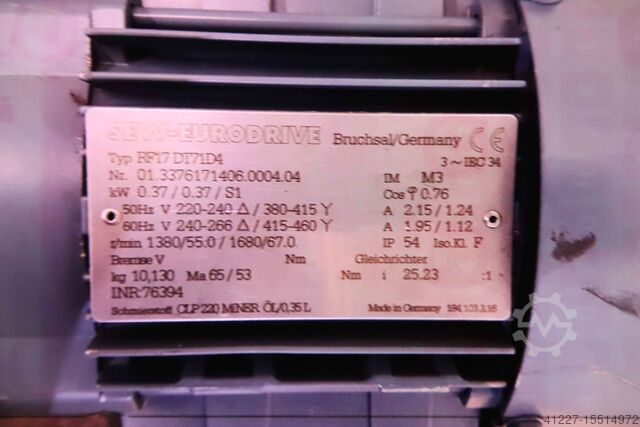 SEW-EURODRIVE Bruchsal/Germany CE
Typ RF17 DT71D4 3~IEC 34
Nr. 01.3376171406.0004.04 IM M3
kW 0.37 / 0.37 / S1 Cos φ 0.76
50Hz V 220-240 Δ / 380-415 Y A 2.15 / 1.24
60Hz V 240-266 Δ / 415-460 Y A 1.95 / 1.12
r/min 1380/55.0 / 1680/67.0 IP 54 Iso.Kl. F
Bremse V Nm Gleichrichter
kg 10,130 Ma 65 / 53 Nm i 25.23 :1
INR:76394
Schmierstoff CLP 220 MINER ÖL/0,35 L Made in Germany 184 103.3.16
41227-15514972